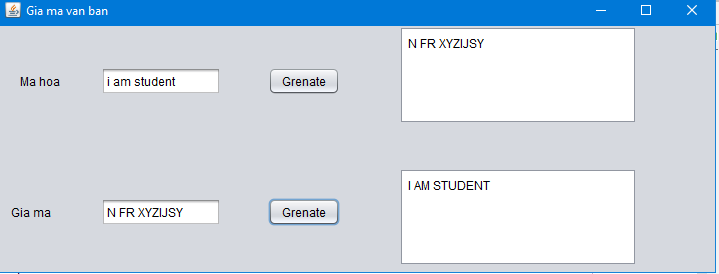 Gia ma van ban
N FR XYZIJSY
Ma hoa i am student Grenate
I AM STUDENT
Gia ma N FR XYZIJSY Grenate